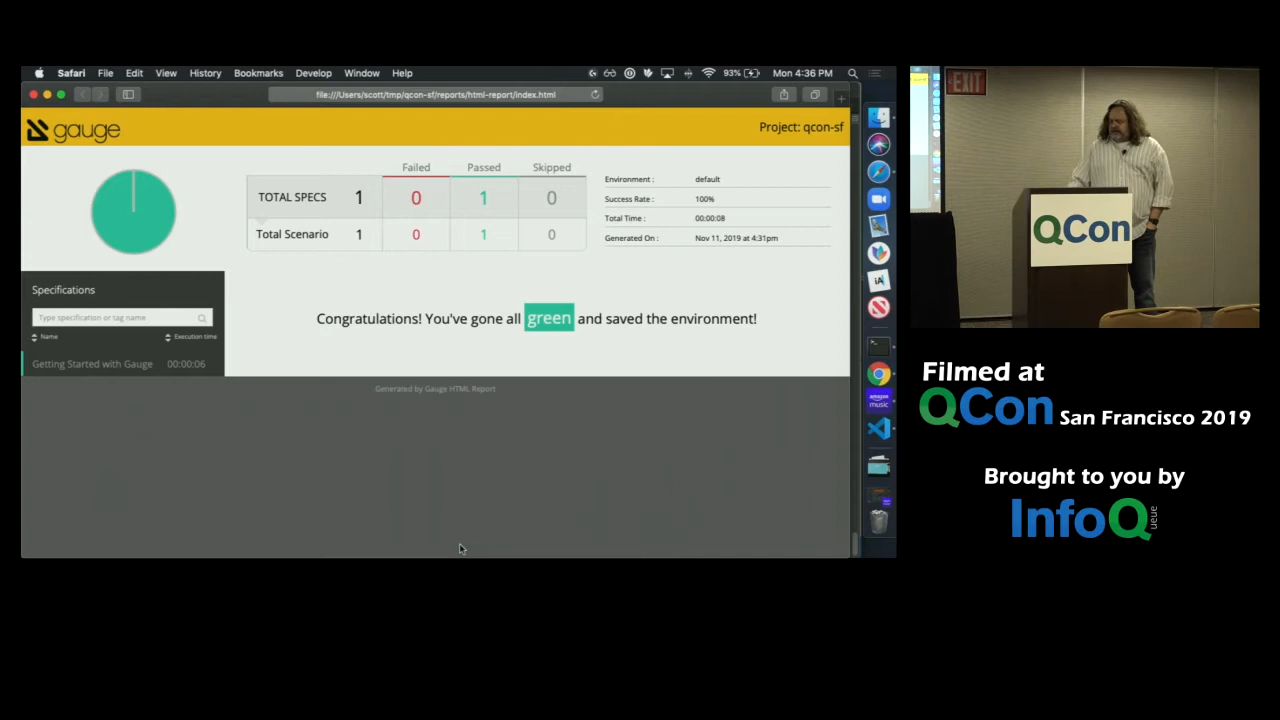 Safari File Edit View History Bookmarks Develop Window Help 93% Mon 4:36 PM
file:///Users/scott/tmp/qcon-sf/reports/html-report/index.html
gauge
Project: qcon-sf
Failed Passed Skipped
TOTAL SPECS 1 0 1 0
Total Scenario 1 0 1 0
Environment : default
Success Rate : 100%
Total Time : 00:00:08
Generated On : Nov 11, 2019 at 4:31pm
Specifications
Type specification or tag name
Name Execution time
Getting Started with Gauge 00:00:06
Congratulations! You've gone all green and saved the environment!
Generated by Gauge HTML Report
iA
amazon
music
EXIT
QCon
Filmed at
QCon San Francisco 2019
Brought to you by
InfoQ
queue